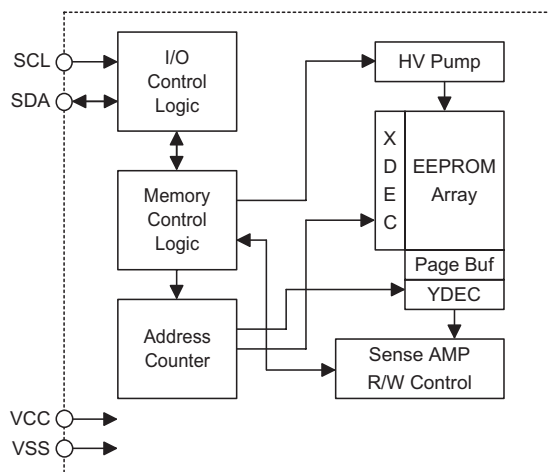 SCL
SDA
I/O
Control
Logic
HV Pump
X
D
E
C
EEPROM
Array
Memory
Control
Logic
Page Buf
YDEC
Address
Counter
Sense AMP
R/W Control
VCC
VSS